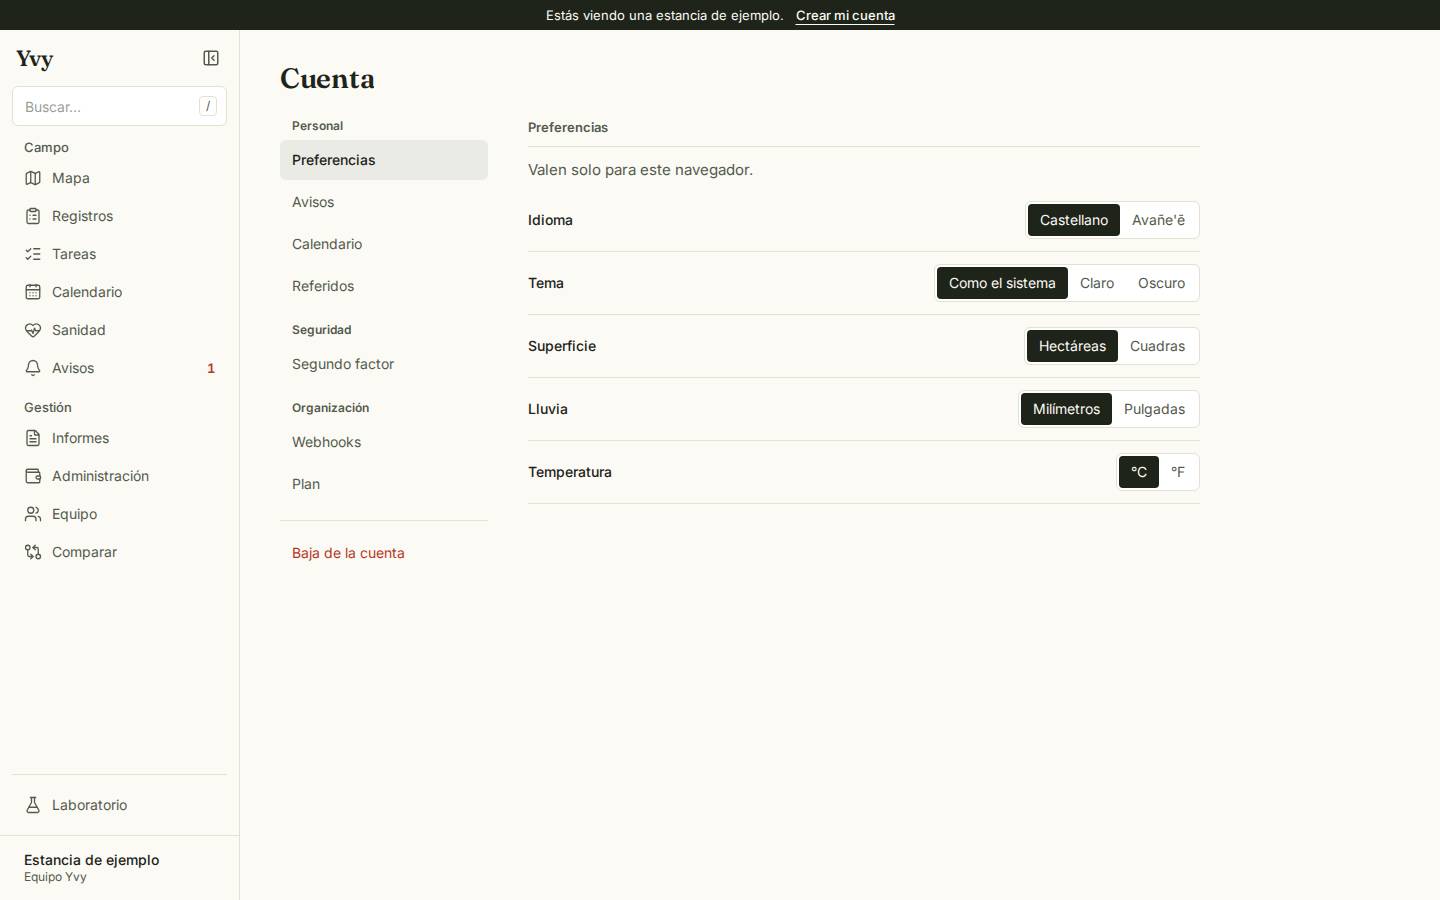 Estás viendo una estancia de ejemplo. Crear mi cuenta
Yvy
Buscar... /
Campo
Mapa
Registros
Tareas
Calendario
Sanidad
Avisos 1
Gestión
Informes
Administración
Equipo
Comparar
Laboratorio
Estancia de ejemplo
Equipo Yvy
Cuenta
Personal
Preferencias
Avisos
Calendario
Referidos
Seguridad
Segundo factor
Organización
Webhooks
Plan
Baja de la cuenta
Preferencias
Valen solo para este navegador.
Idioma Castellano Avañe'ẽ
Tema Como el sistema Claro Oscuro
Superficie Hectáreas Cuadras
Lluvia Milímetros Pulgadas
Temperatura °C °F